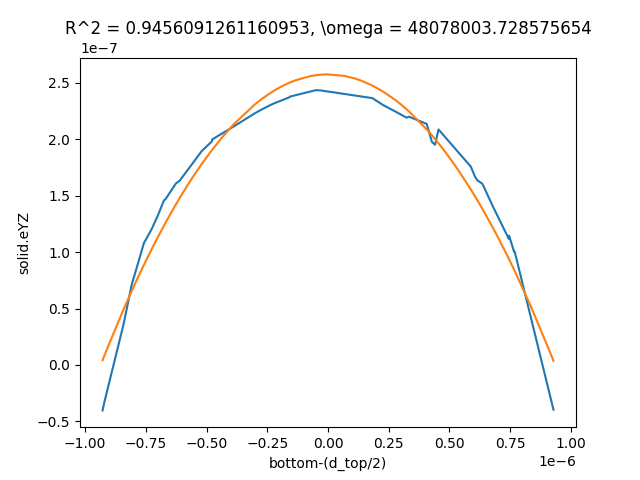 R^2 = 0.9456091261160953, \omega = 48078003.728575654
1e−7
2.5
2.0
1.5
1.0
0.5
0.0
−0.5
solid.eYZ
−1.00 −0.75 −0.50 −0.25 0.00 0.25 0.50 0.75 1.00
bottom-(d_top/2)
1e−6